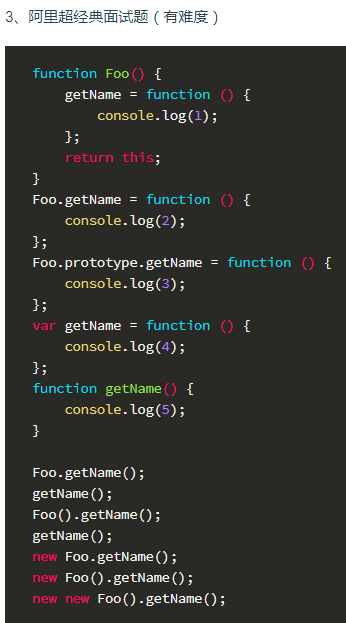 3、阿里超经典面试题（有难度）
function Foo() {
    getName = function () {
        console.log(1);
    };
    return this;
}
Foo.getName = function () {
    console.log(2);
};
Foo.prototype.getName = function () {
    console.log(3);
};
var getName = function () {
    console.log(4);
};
function getName() {
    console.log(5);
}

Foo.getName();
getName();
Foo().getName();
getName();
new Foo.getName();
new Foo().getName();
new new Foo().getName();